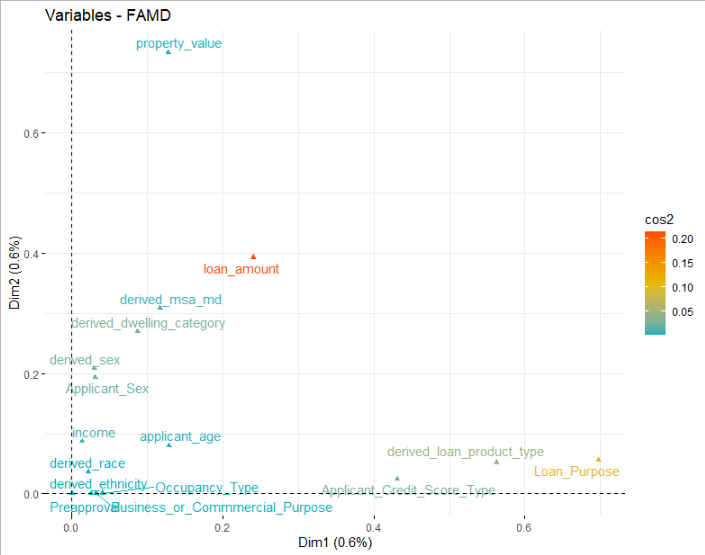 Variables - FAMD
property_value
cos2
0.20
0.15
0.10
0.05
0.6
0.4
0.2
0.0
Dim2 (0.6%)
loan_amount
derived_msa_md
derived_dwelling_category
derived_sex
Applicant_Sex
income
applicant_age
derived_race
derived_loan_product_type
Loan_Purpose
derived_ethnicity
Occupancy_Type
Applicant_Credit_Score_Type
Preapproval
Business_or_Commmercial_Purpose
0.0
0.2
0.4
0.6
Dim1 (0.6%)